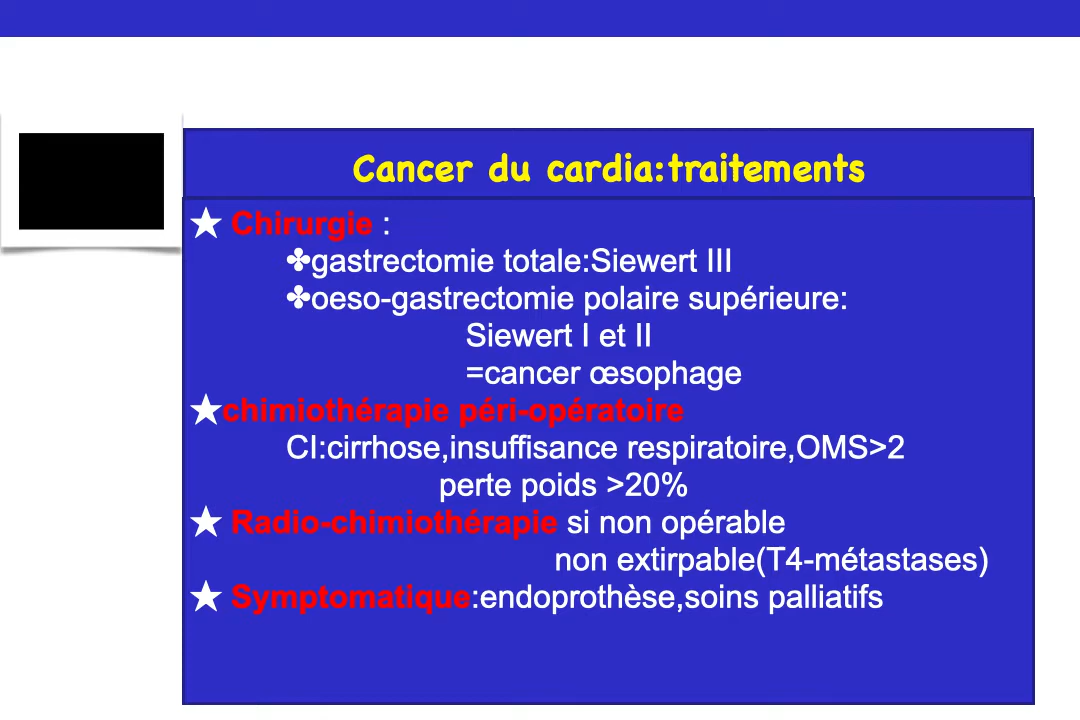 Cancer du cardia:traitements
★ Chirurgie :
✤gastrectomie totale:Siewert III
✤oeso-gastrectomie polaire supérieure:
Siewert I et II
=cancer œsophage
★chimiothérapie péri-opératoire
CI:cirrhose,insuffisance respiratoire,OMS>2
perte poids >20%
★ Radio-chimiothérapie si non opérable
non extirpable(T4-métastases)
★ Symptomatique:endoprothèse,soins palliatifs